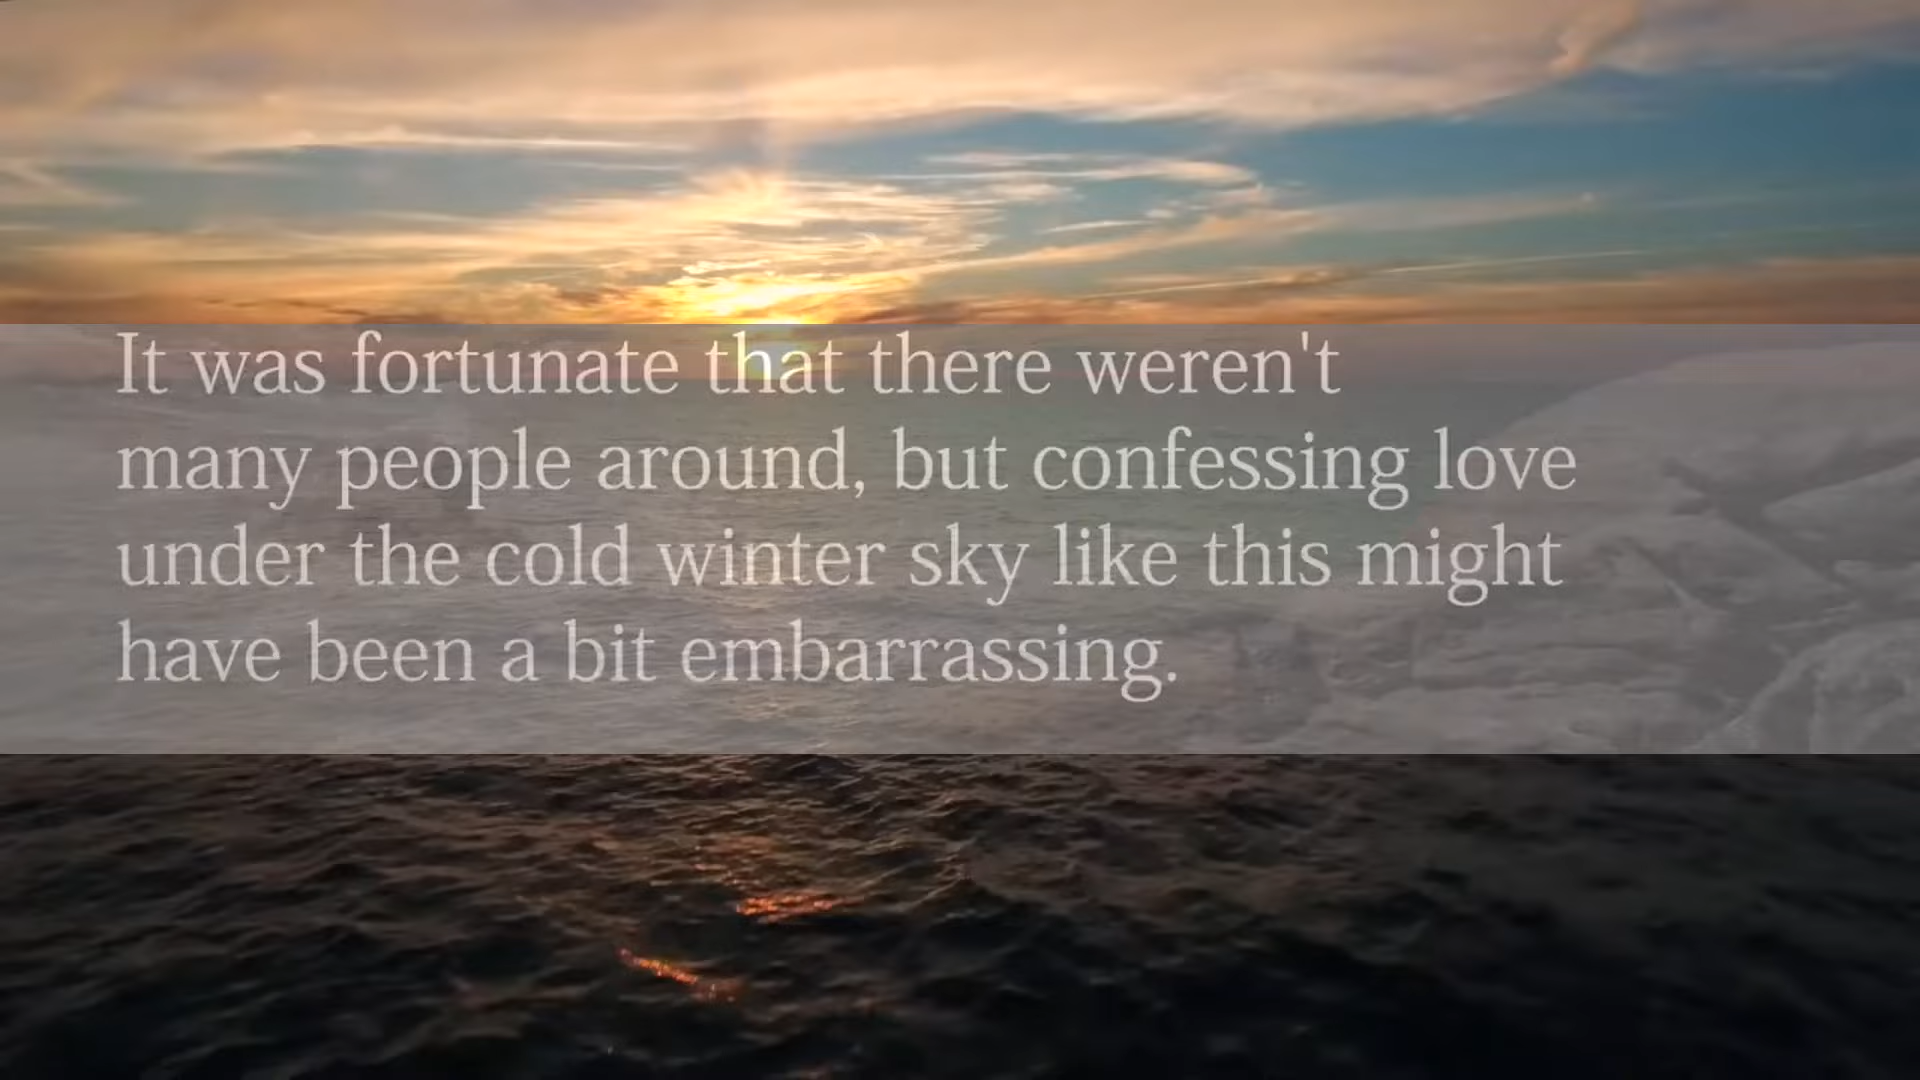 It was fortunate that there weren't
many people around, but confessing love
under the cold winter sky like this might
have been a bit embarrassing.